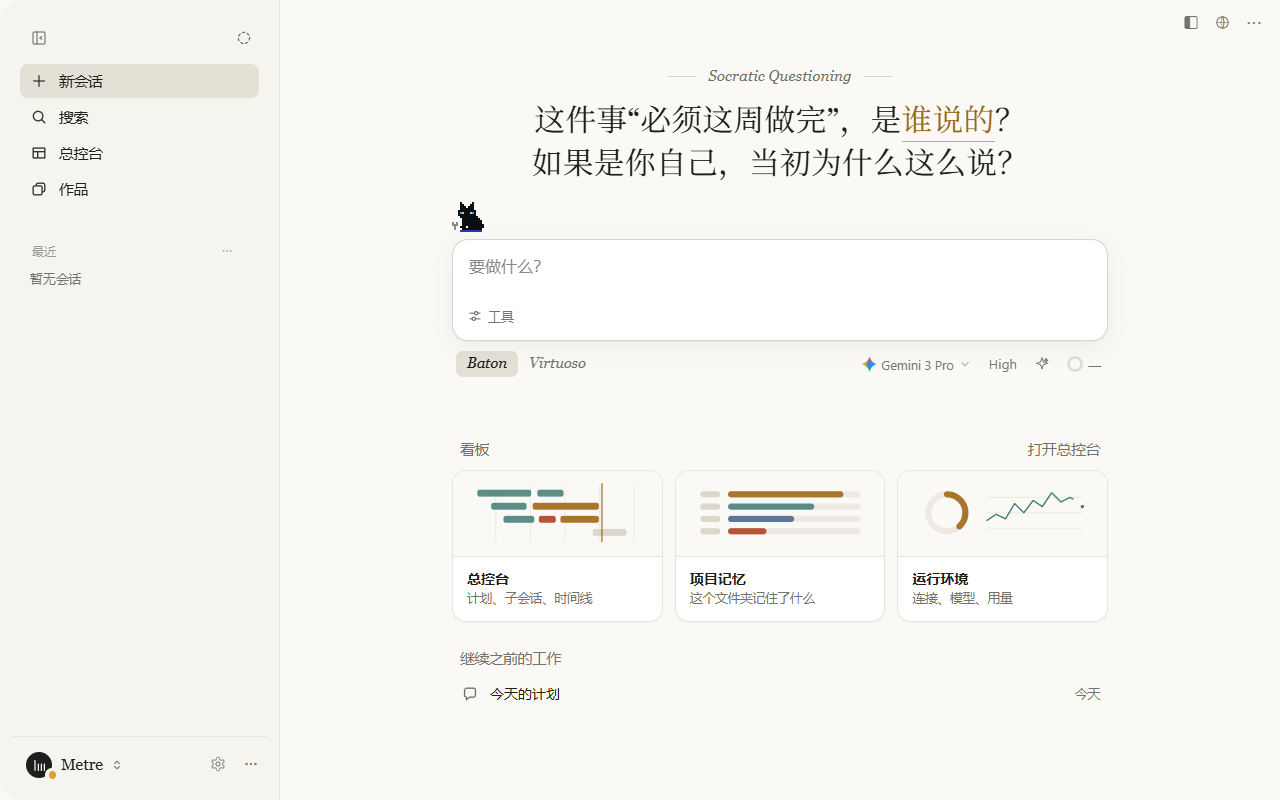 新会话
搜索
总控台
作品
最近
暂无会话
Metre
Socratic Questioning
这件事“必须这周做完”，是谁说的？
如果是你自己，当初为什么这么说？
要做什么？
工具
Baton Virtuoso Gemini 3 Pro High —
看板 打开总控台
总控台
计划、子会话、时间线
项目记忆
这个文件夹记住了什么
运行环境
连接、模型、用量
继续之前的工作
今天的计划 今天